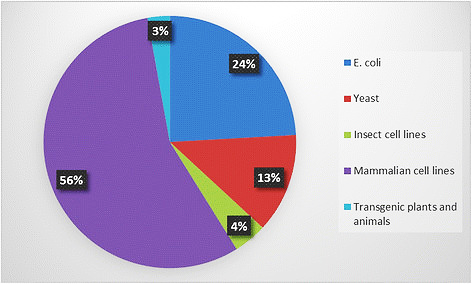 3%
24%
13%
4%
56%
E. coli
Yeast
Insect cell lines
Mammalian cell lines
Transgenic plants and
animals